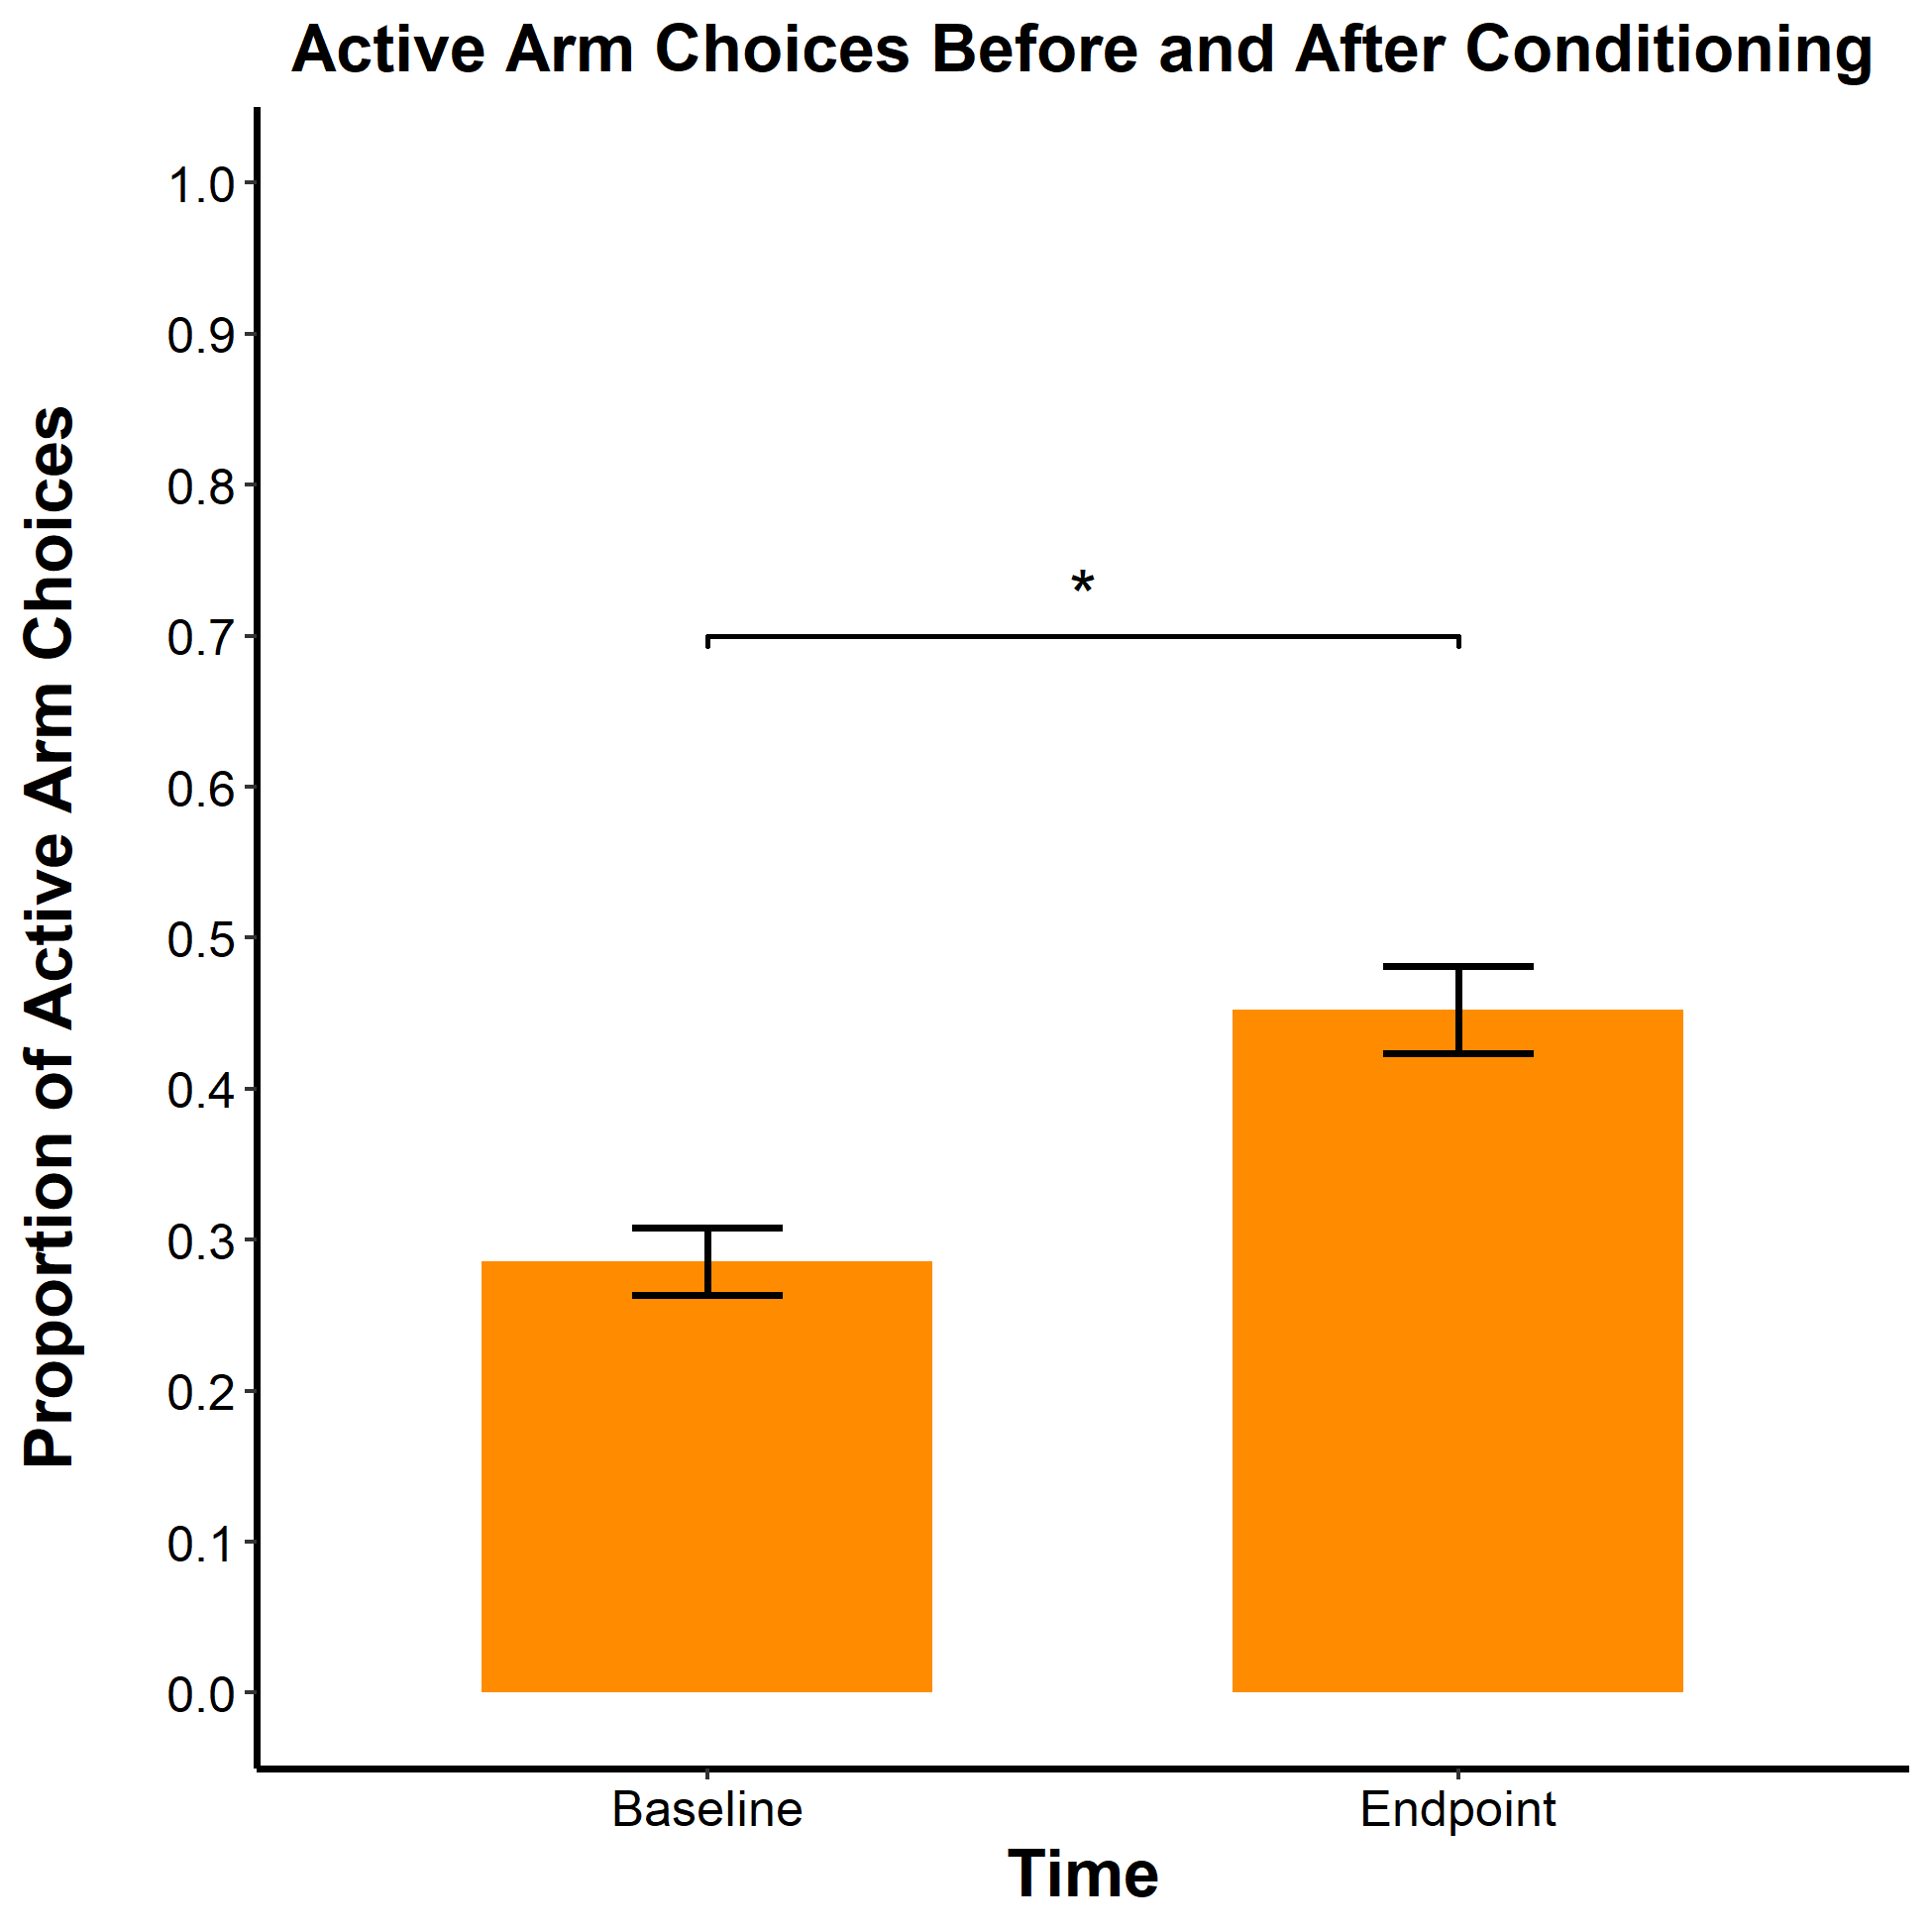 Active Arm Choices Before and After Conditioning
Proportion of Active Arm Choices
1.0
0.9
0.8
0.7
0.6
0.5
0.4
0.3
0.2
0.1
0.0
*
Baseline
Endpoint
Time